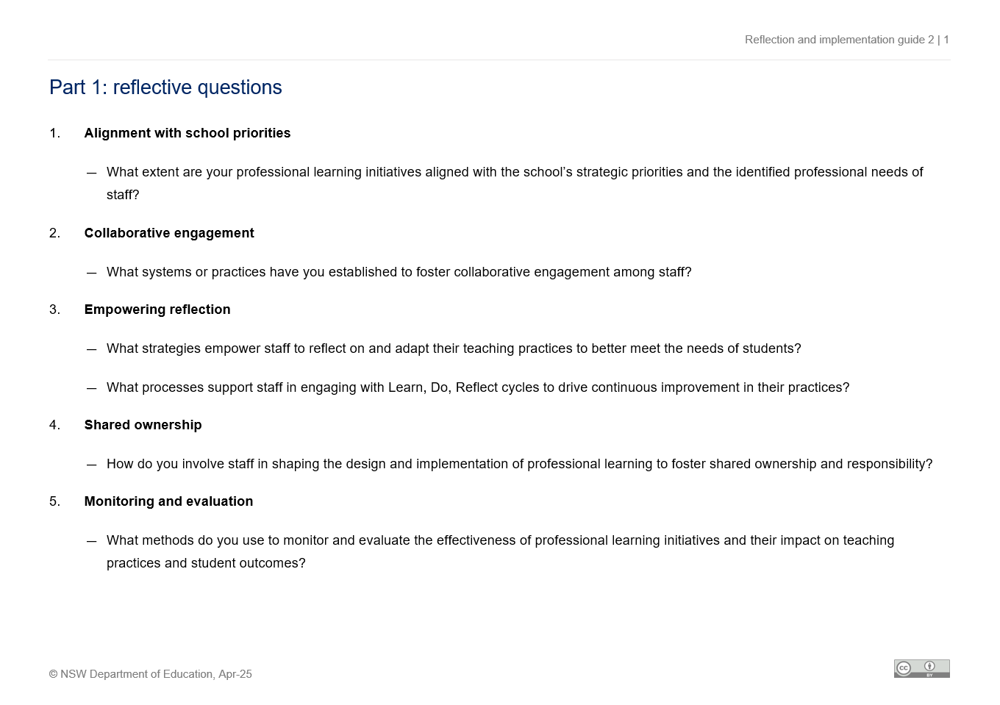 Reflection and implementation guide 2 | 1
Part 1: reflective questions
1. Alignment with school priorities
— What extent are your professional learning initiatives aligned with the school’s strategic priorities and the identified professional needs of
staff?
2. Collaborative engagement
— What systems or practices have you established to foster collaborative engagement among staff?
3. Empowering reflection
— What strategies empower staff to reflect on and adapt their teaching practices to better meet the needs of students?
— What processes support staff in engaging with Learn, Do, Reflect cycles to drive continuous improvement in their practices?
4. Shared ownership
— How do you involve staff in shaping the design and implementation of professional learning to foster shared ownership and responsibility?
5. Monitoring and evaluation
— What methods do you use to monitor and evaluate the effectiveness of professional learning initiatives and their impact on teaching
practices and student outcomes?
© NSW Department of Education, Apr-25
cc
BY